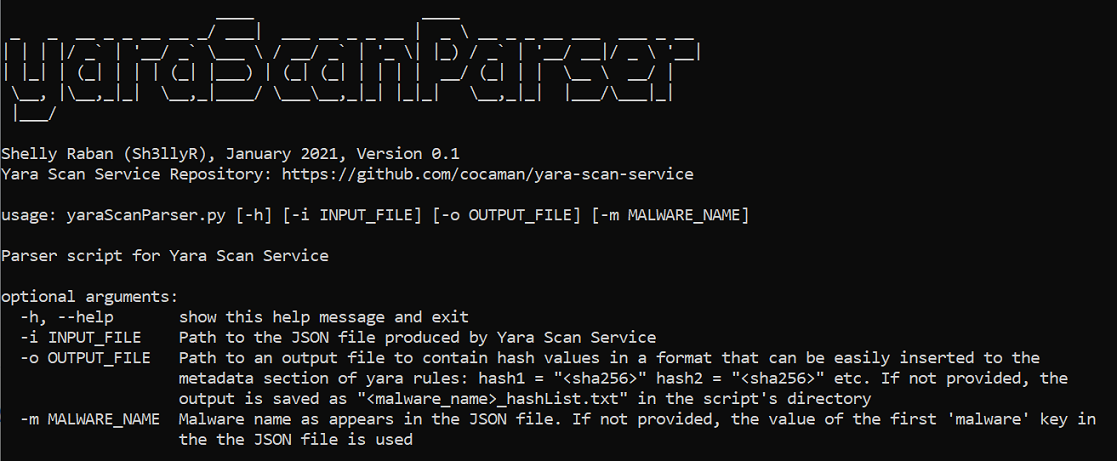 yaraScanParser
Shelly Raban (Sh3llyR), January 2021, Version 0.1
Yara Scan Service Repository: https://github.com/cocaman/yara-scan-service
usage: yaraScanParser.py [-h] [-i INPUT_FILE] [-o OUTPUT_FILE] [-m MALWARE_NAME]
Parser script for Yara Scan Service
optional arguments:
-h, --help show this help message and exit
-i INPUT_FILE Path to the JSON file produced by Yara Scan Service
-o OUTPUT_FILE Path to an output file to contain hash values in a format that can be easily inserted to the
metadata section of yara rules: hash1 = "<sha256>" hash2 = "<sha256>" etc. If not provided, the
output is saved as "<malware_name>_hashList.txt" in the script's directory
-m MALWARE_NAME Malware name as appears in the JSON file. If not provided, the value of the first 'malware' key in
the the JSON file is used